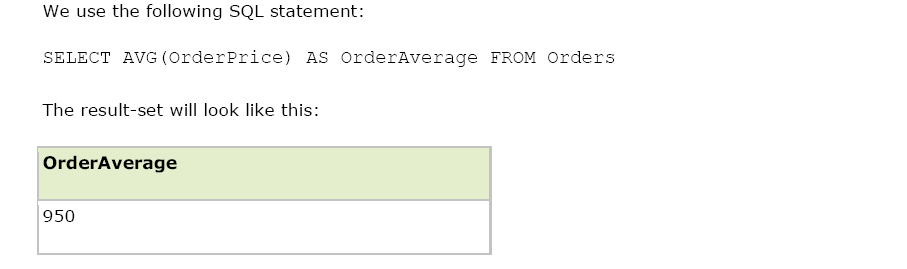 We use the following SQL statement:
SELECT AVG(OrderPrice) AS OrderAverage FROM Orders
The result-set will look like this:
OrderAverage
950